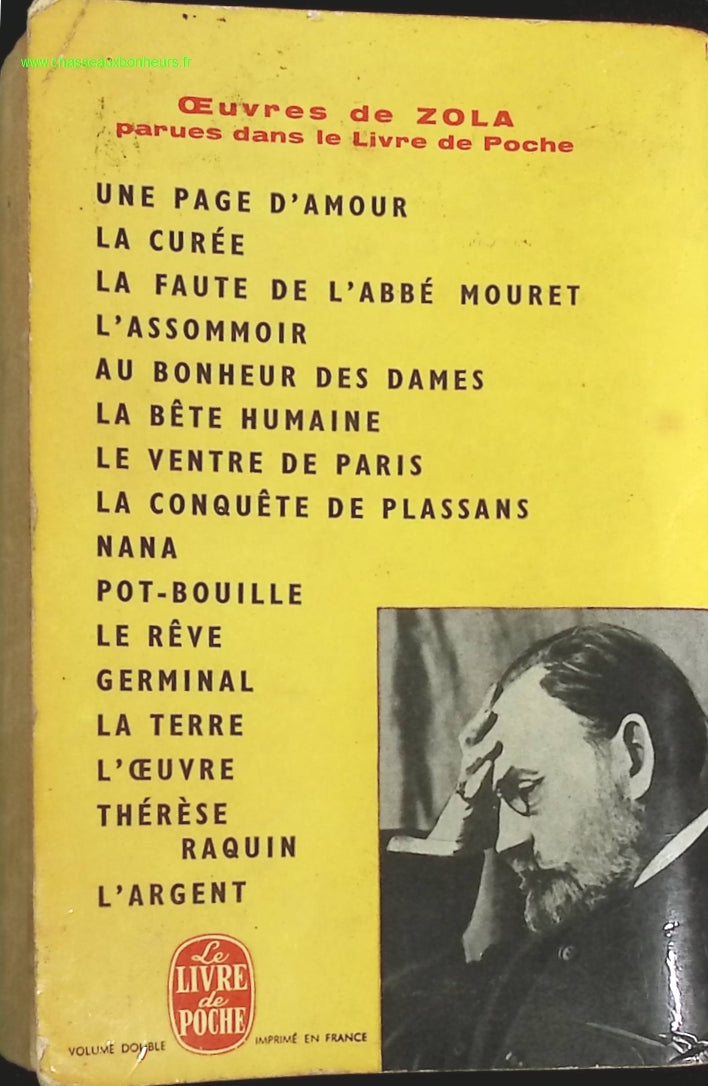 www.chasseauxbonheurs.fr
Œuvres de ZOLA
parues dans le Livre de Poche
UNE PAGE D'AMOUR
LA CURÉE
LA FAUTE DE L'ABBÉ MOURET
L'ASSOMMOIR
AU BONHEUR DES DAMES
LA BÊTE HUMAINE
LE VENTRE DE PARIS
LA CONQUÊTE DE PLASSANS
NANA
POT-BOUILLE
LE RÊVE
GERMINAL
LA TERRE
L'ŒUVRE
THÉRÈSE
RAQUIN
L'ARGENT
Le
LIVRE
de
POCHE
VOLUME DOUBLE
IMPRIMÉ EN FRANCE